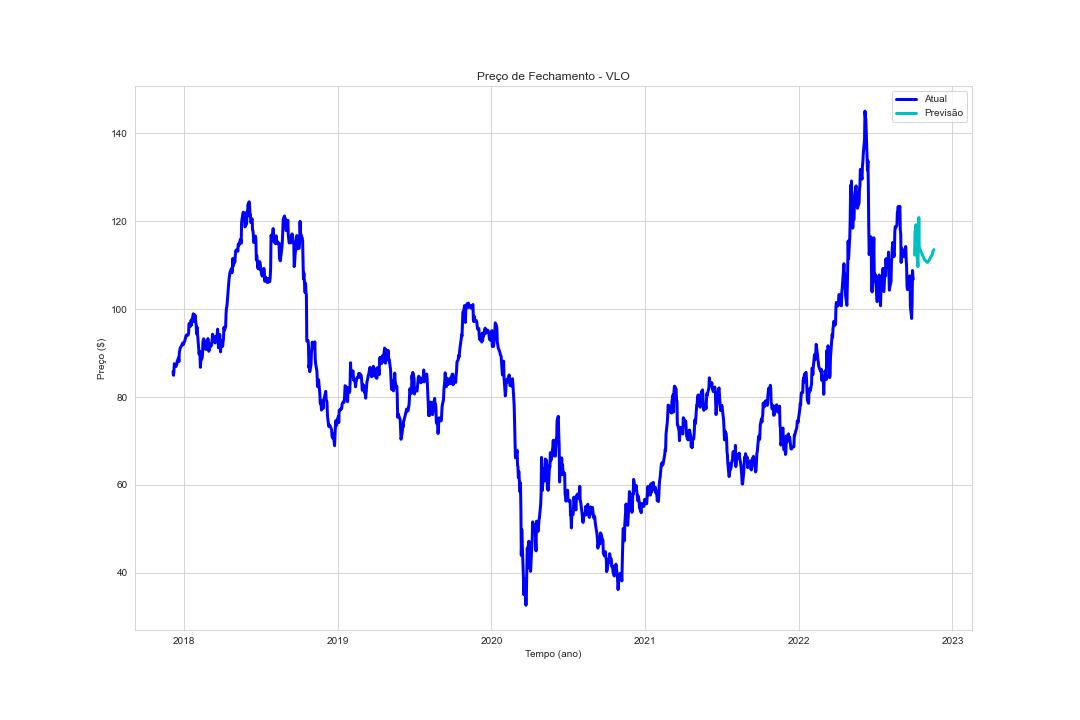 Preço de Fechamento - VLO
Atual
Previsão
140
120
100
80
60
40
Preço ($)
2018
2019
2020
2021
2022
2023
Tempo (ano)